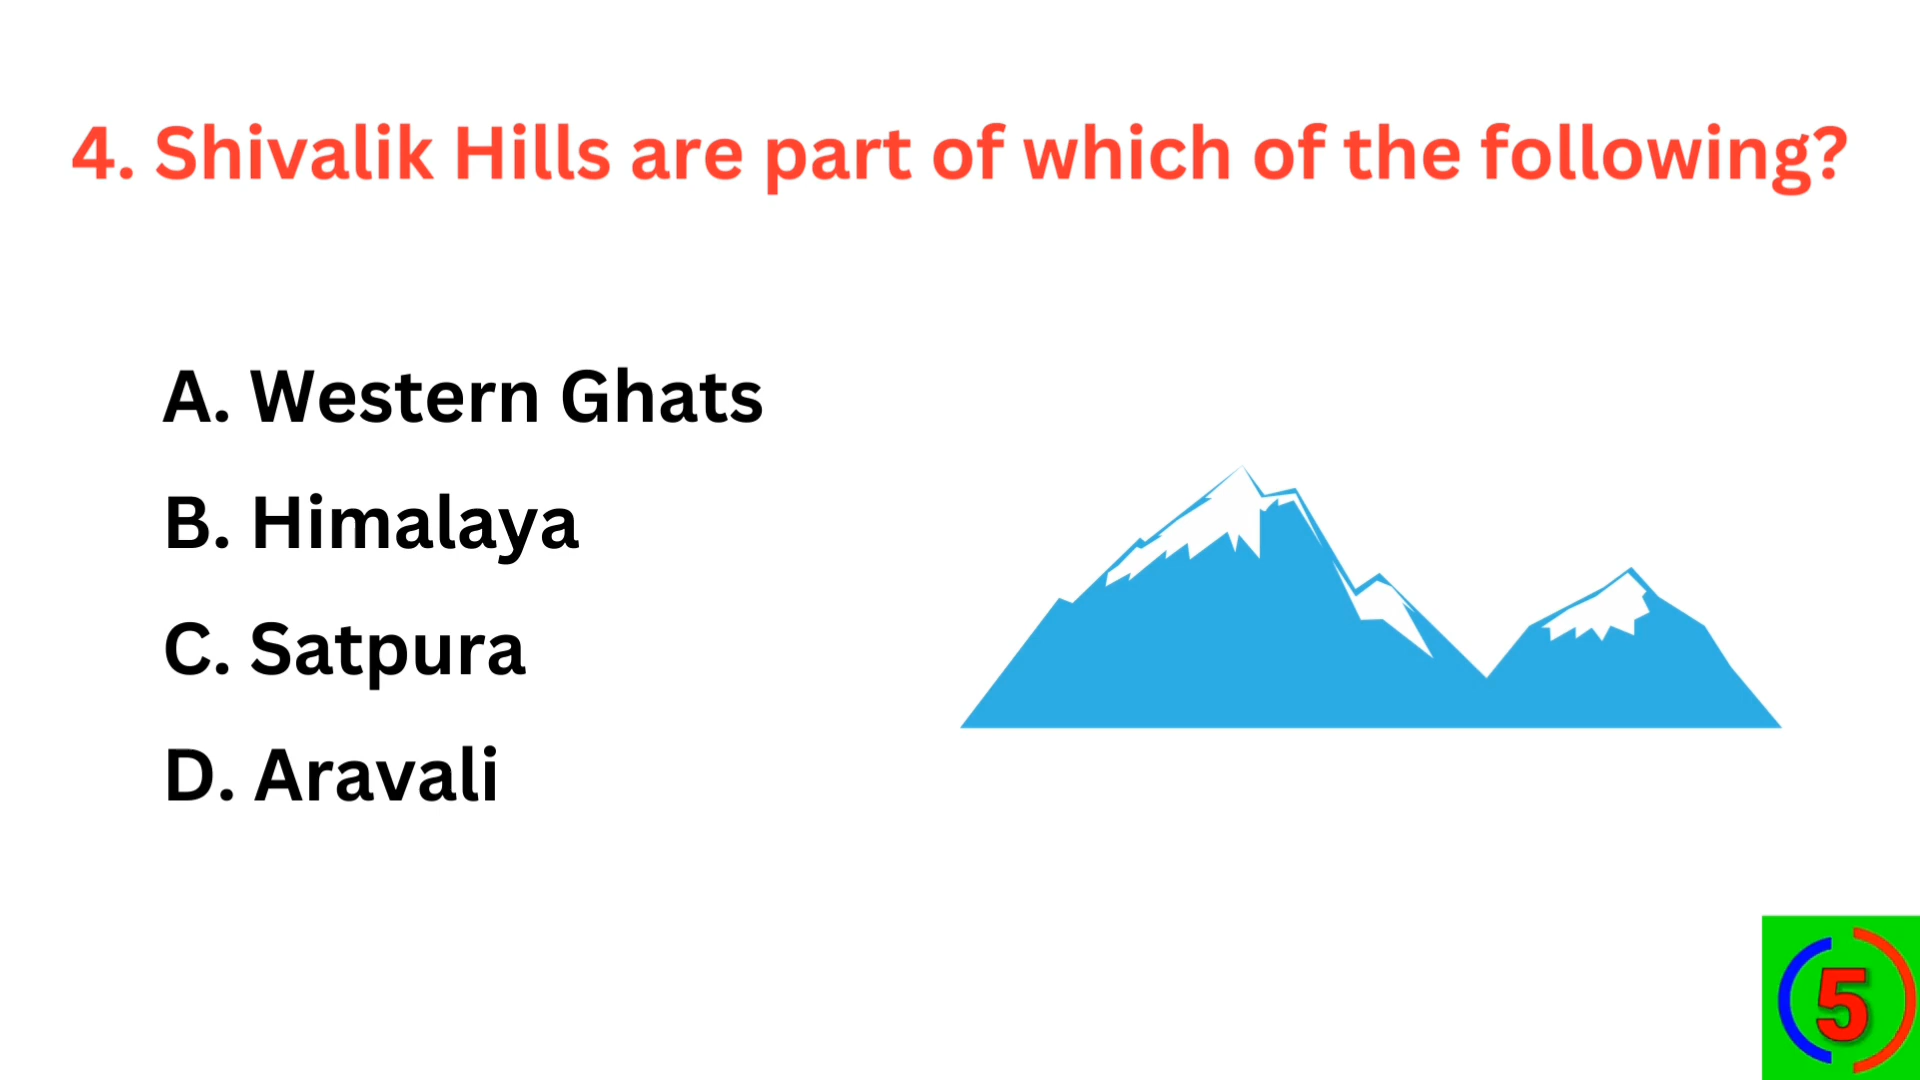 4. Shivalik Hills are part of which of the following?
A. Western Ghats
B. Himalaya
C. Satpura
D. Aravali
5